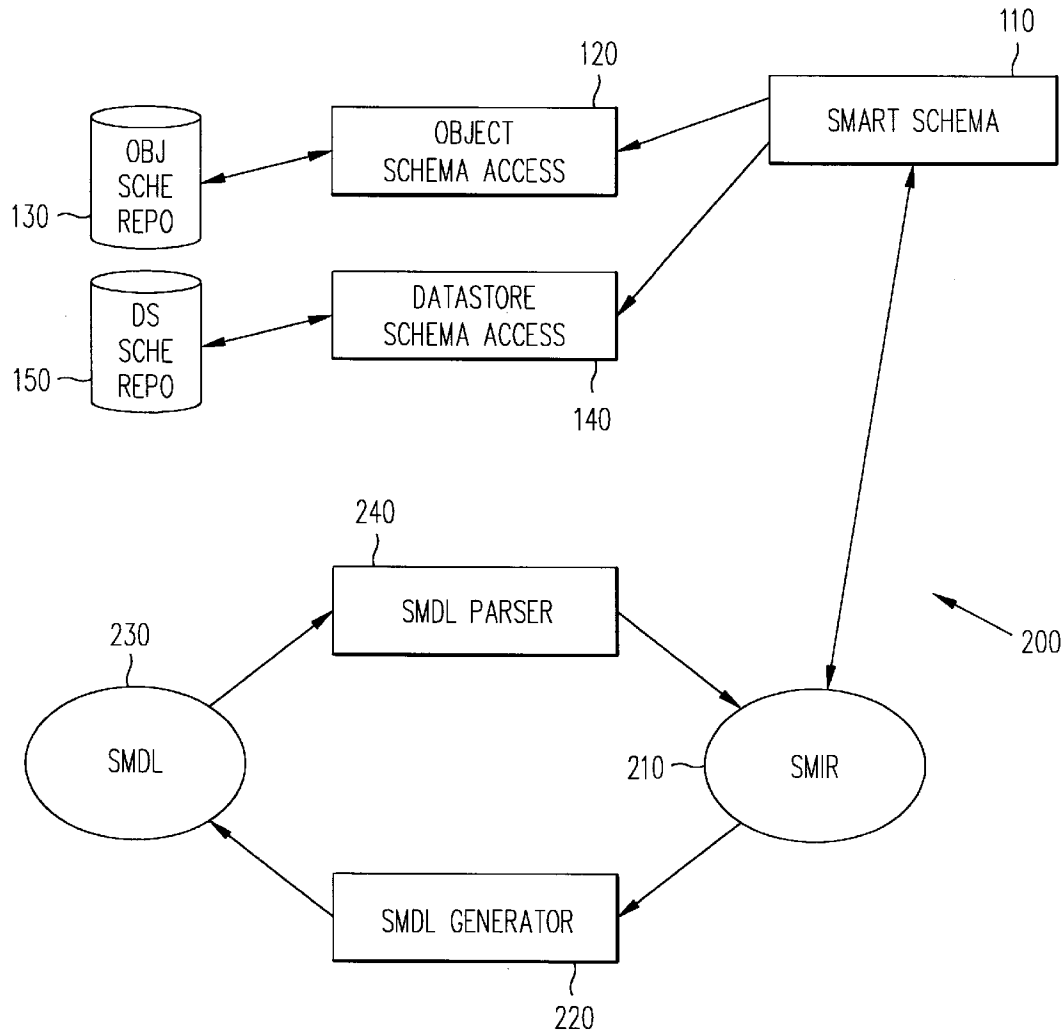 110
SMART SCHEMA
120
OBJECT
SCHEMA ACCESS
OBJ
SCHE
REPO
130
DATASTORE
SCHEMA ACCESS
140
DS
SCHE
REPO
150
240
SMDL PARSER
200
230
SMDL
210
SMIR
SMDL GENERATOR
220